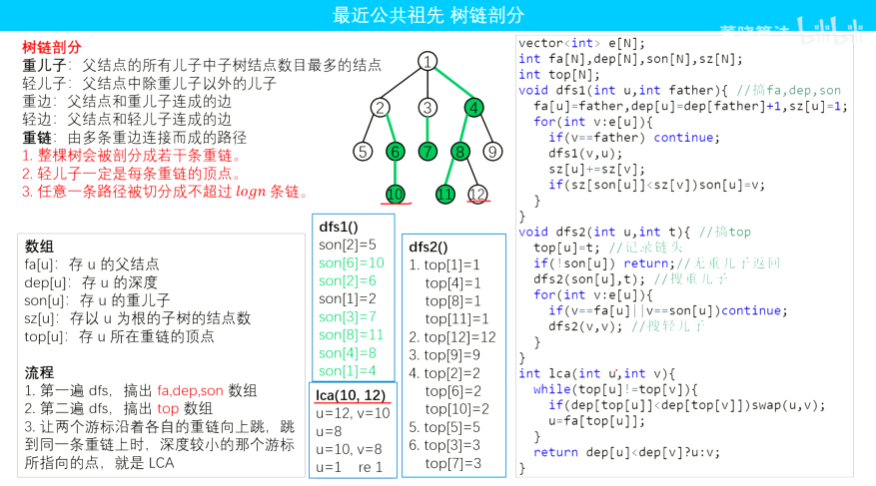 最近公共祖先 树链剖分
树链剖分
重儿子：父结点的所有儿子中子树结点数目最多的结点
轻儿子：父结点中除重儿子以外的儿子
重边：父结点和重儿子连成的边
轻边：父结点和轻儿子连成的边
重链：由多条重边连接而成的路径
1. 整棵树会被剖分成若干条重链。
2. 轻儿子一定是每条重链的顶点。
3. 任意一条路径被切分成不超过 logn 条链。
1
2 3 4
5 6 7 8 9
10 11 12
数组
fa[u]：存 u 的父结点
dep[u]：存 u 的深度
son[u]：存 u 的重儿子
sz[u]：存以 u 为根的子树的结点数
top[u]：存 u 所在重链的顶点
流程
1. 第一遍 dfs，搞出 fa,dep,son 数组
2. 第二遍 dfs，搞出 top 数组
3. 让两个游标沿着各自的重链向上跳，跳
到同一条重链上时，深度较小的那个游标
所指向的点，就是 LCA
dfs1()
son[2]=5
son[6]=10
son[2]=6
son[1]=2
son[3]=7
son[8]=11
son[4]=8
son[1]=4
lca(10, 12)
u=12, v=10
u=8
u=10, v=8
u=1 re 1
dfs2()
1. top[1]=1
top[4]=1
top[8]=1
top[11]=1
2. top[12]=12
3. top[9]=9
4. top[2]=2
top[6]=2
top[10]=2
5. top[5]=5
6. top[3]=3
top[7]=3
vector<int> e[N];
int fa[N],dep[N],son[N],sz[N];
int top[N];
void dfs1(int u,int father){ //搞fa,dep,son
fa[u]=father,dep[u]=dep[father]+1,sz[u]=1;
for(int v:e[u]){
if(v==father) continue;
dfs1(v,u);
sz[u]+=sz[v];
if(sz[son[u]]<sz[v])son[u]=v;
}
}
void dfs2(int u,int t){ //搞top
top[u]=t; //记录链头
if(!son[u]) return;//无重儿子返回
dfs2(son[u],t); //搜重儿子
for(int v:e[u]){
if(v==fa[u]||v==son[u])continue;
dfs2(v,v); //搜轻儿子
}
}
int lca(int u,int v){
while(top[u]!=top[v]){
if(dep[top[u]]<dep[top[v]])swap(u,v);
u=fa[top[u]];
}
return dep[u]<dep[v]?u:v;
}
bilibili